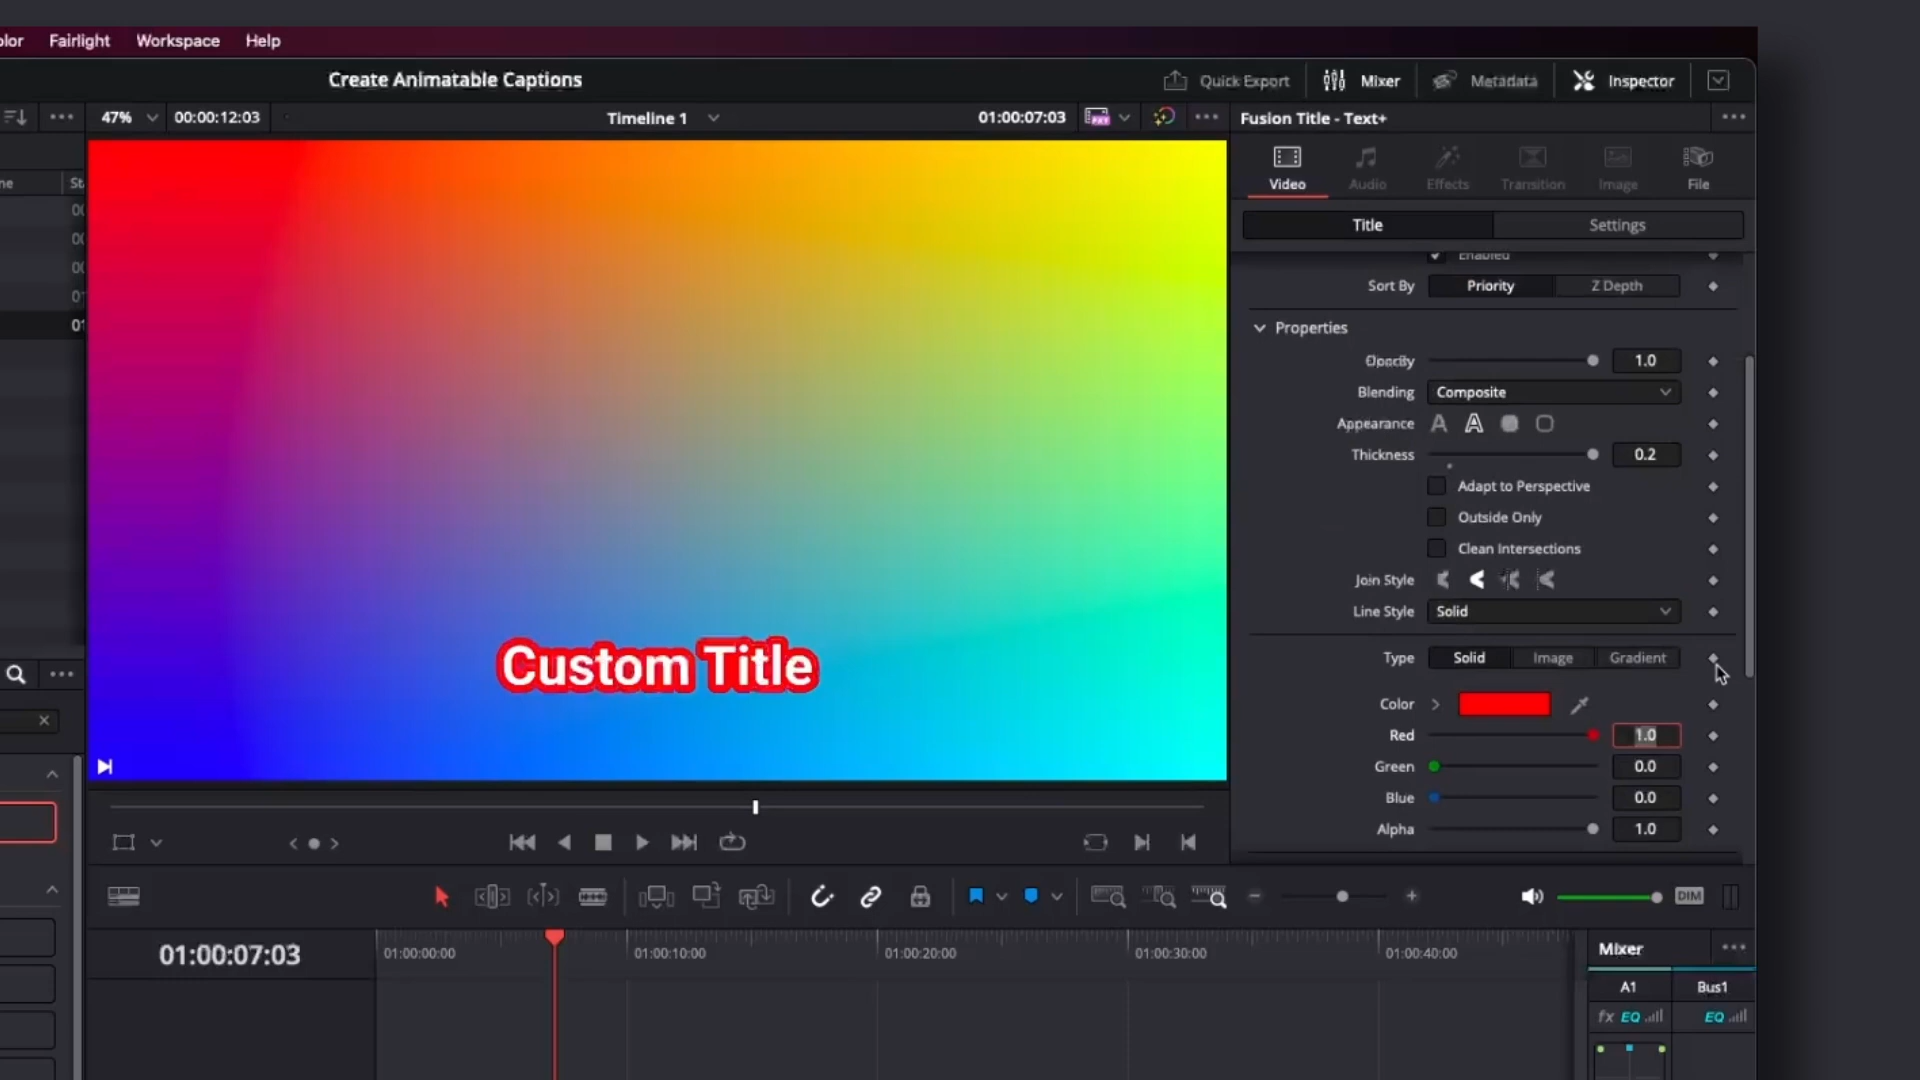 olor Fairlight Workspace Help
Create Animatable Captions
Quick Export Mixer Metadata Inspector
47% 00:00:12:03 Timeline 1 01:00:07:03
Fusion Title - Text+
Video Audio Effects Transition Image File
Title Settings
Enabled
Sort By Priority Z Depth
Properties
Opacity 1.0
Blending Composite
Appearance
Thickness 0.2
Adapt to Perspective
Outside Only
Clean Intersections
Join Style
Line Style Solid
Type Solid Image Gradient
Color
Red 1.0
Green 0.0
Blue 0.0
Alpha 1.0
Custom Title
DIM
01:00:07:03
01:00:00:00 01:00:10:00 01:00:20:00 01:00:30:00 01:00:40:00
Mixer
A1 Bus1
fx EQ EQ